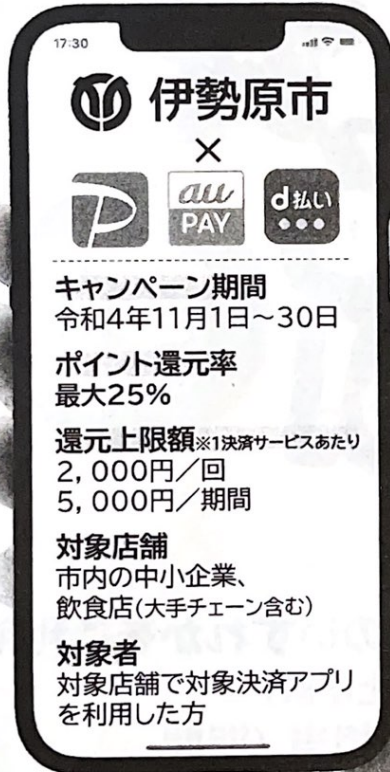 17:30
伊勢原市
×
P
au
PAY
d払い
キャンペーン期間
令和4年11月1日～30日
ポイント還元率
最大25%
還元上限額※1決済サービスあたり
2,000円／回
5,000円／期間
対象店舗
市内の中小企業、
飲食店(大手チェーン含む)
対象者
対象店舗で対象決済アプリ
を利用した方